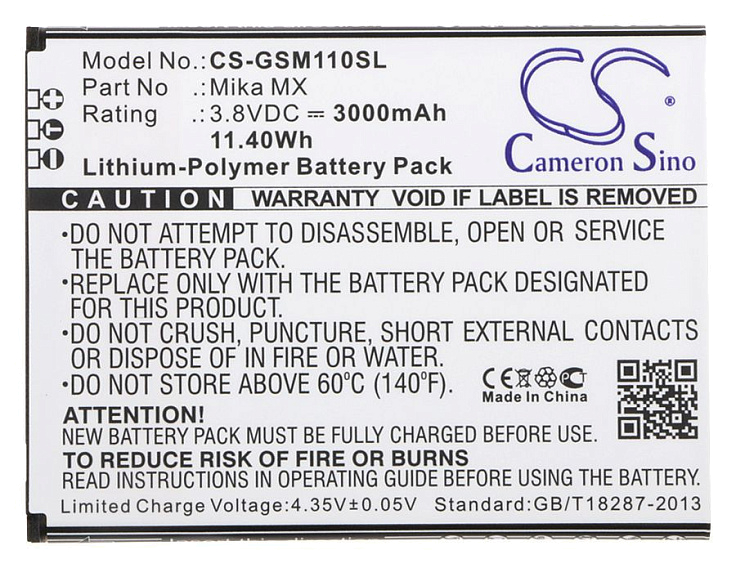 Model No.: CS-GSM110SL
Part No : Mika MX
Rating : 3.8VDC ⎓ 3000mAh
11.40Wh
Lithium-Polymer Battery Pack
CS ®
Cameron Sino
CAUTION WARRANTY VOID IF LABEL IS REMOVED
•DO NOT ATTEMPT TO DISASSEMBLE, OPEN OR SERVICE
THE BATTERY PACK.
•REPLACE ONLY WITH THE BATTERY PACK DESIGNATED
FOR THIS PRODUCT.
•DO NOT CRUSH, PUNCTURE, SHORT EXTERNAL CONTACTS
OR DISPOSE OF IN FIRE OR WATER.
•DO NOT STORE ABOVE 60°C (140°F).
CE PCT
Made In China
ATTENTION!
NEW BATTERY PACK MUST BE FULLY CHARGED BEFORE INITIAL USE.
TO REDUCE RISK OF FIRE OR BURNS
READ INSTRUCTIONS IN OPERATION GUIDE BEFORE USING THE BATTERY.
Limited Charge Voltage:4.35V±0.05V Standard:GB/T18287-2013